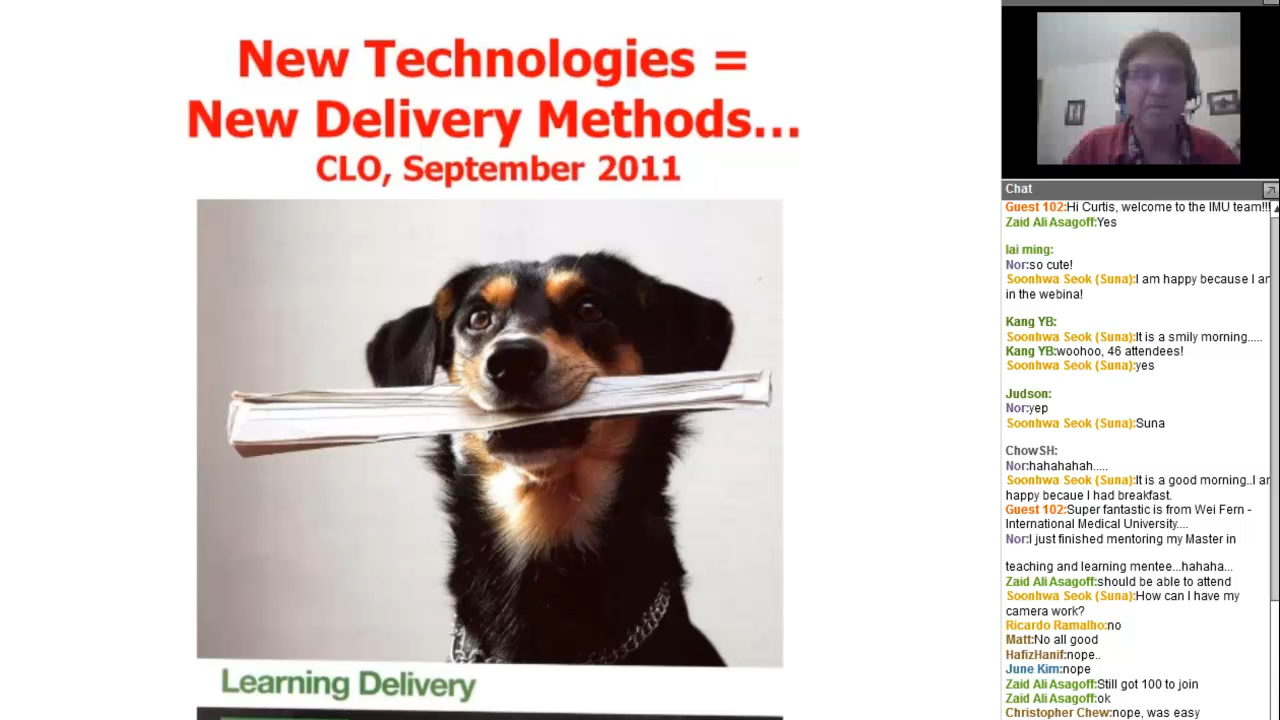 New Technologies =
New Delivery Methods...
CLO, September 2011
Learning Delivery
Chat
Guest 102:Hi Curtis, welcome to the IMU team!!!
Zaid Ali Asagoff:Yes
lai ming:
Nor:so cute!
Soonhwa Seok (Suna):I am happy because I am
in the webina!
Kang YB:
Soonhwa Seok (Suna):It is a smily morning.....
Kang YB:woohoo, 46 attendees!
Soonhwa Seok (Suna):yes
Judson:
Nor:yep
Soonhwa Seok (Suna):Suna
ChowSH:
Nor:hahahahah.....
Soonhwa Seok (Suna):It is a good morning..I am
happy becaue I had breakfast.
Guest 102:Super fantastic is from Wei Fern -
International Medical University....
Nor:I just finished mentoring my Master in
teaching and learning mentee...hahaha...
Zaid Ali Asagoff:should be able to attend
Soonhwa Seok (Suna):How can I have my
camera work?
Ricardo Ramalho:no
Matt:No all good
HafizHanif:nope..
June Kim:nope
Zaid Ali Asagoff:Still got 100 to join
Zaid Ali Asagoff:ok
Christopher Chew:nope, was easy